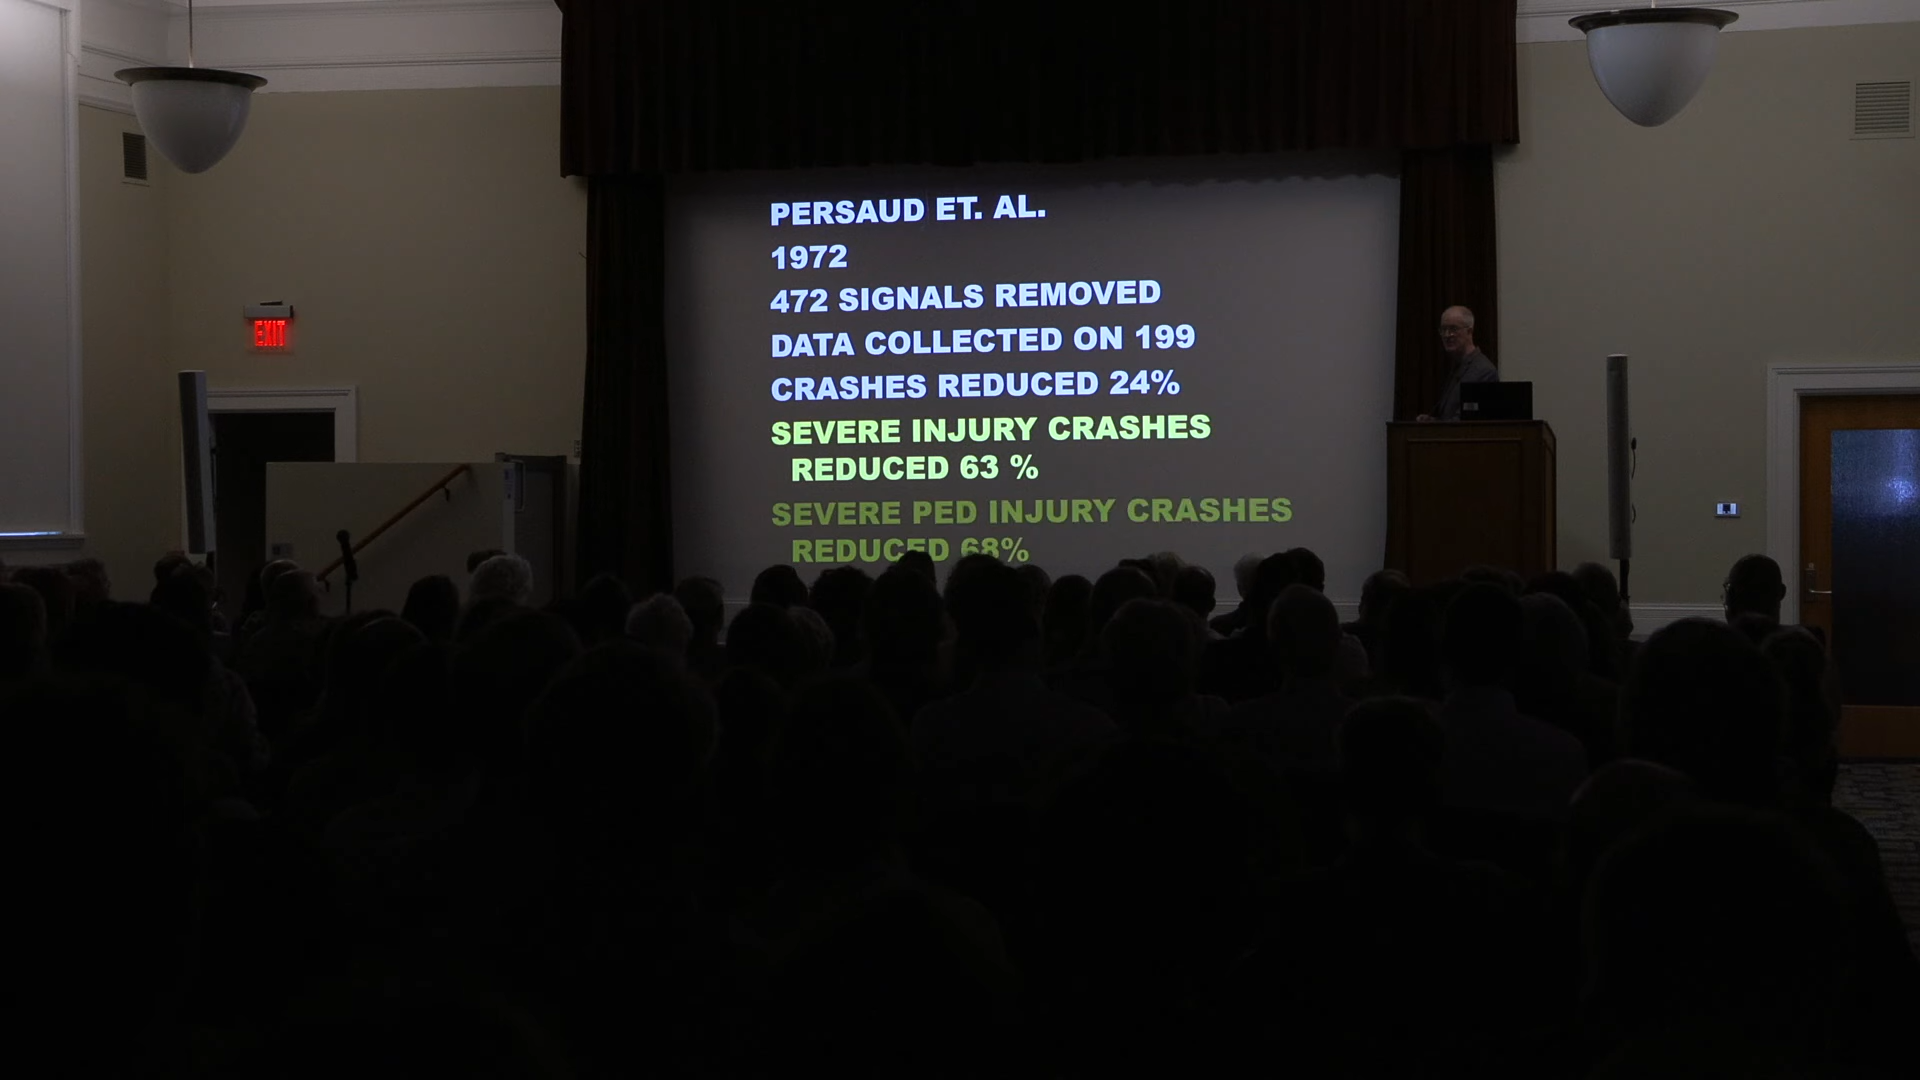 PERSAUD ET. AL.
1972
472 SIGNALS REMOVED
DATA COLLECTED ON 199
CRASHES REDUCED 24%
SEVERE INJURY CRASHES
REDUCED 63 %
SEVERE PED INJURY CRASHES
REDUCED 68%
EXIT